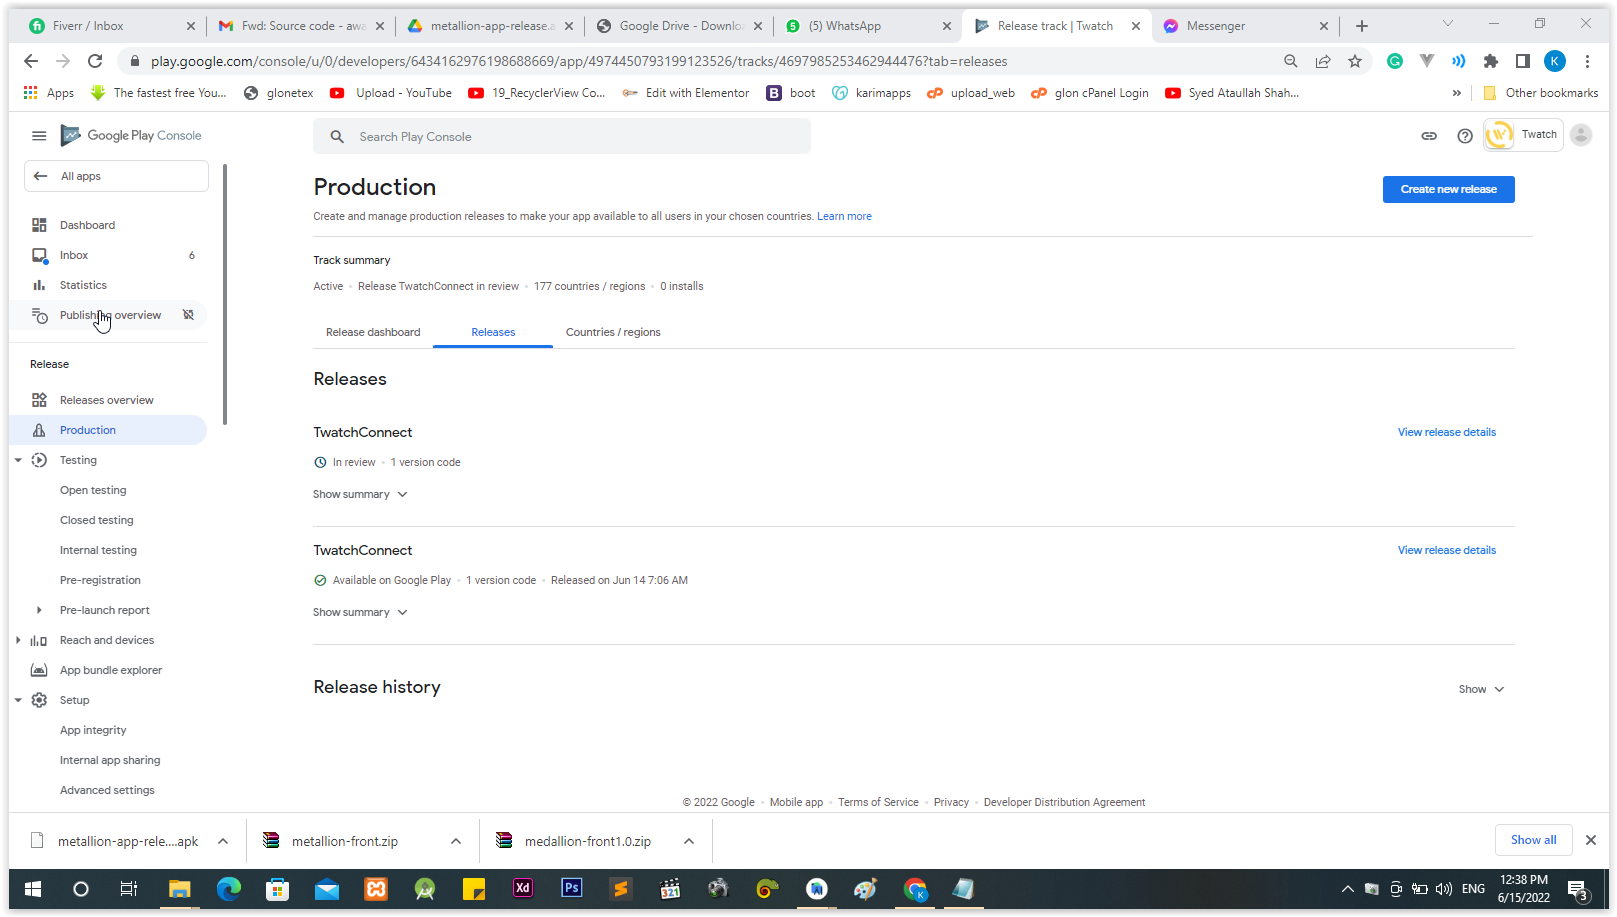 Fiverr / Inbox
Fwd: Source code - awa
metallion-app-release.a
Google Drive - Downloa
(5) WhatsApp
Release track | Twatch
Messenger
play.google.com/console/u/0/developers/6434162976198688669/app/4974450793199123526/tracks/4697985253462944476?tab=releases
K
Apps
The fastest free You...
glonetex
Upload - YouTube
19_RecyclerView Co...
Edit with Elementor
B
boot
karimapps
cP
upload_web
cP
glon cPanel Login
Syed Ataullah Shah...
Other bookmarks
Google Play Console
Search Play Console
Twatch
All apps
Dashboard
Inbox
6
Statistics
Publishing overview
Release
Releases overview
Production
Testing
Open testing
Closed testing
Internal testing
Pre-registration
Pre-launch report
Reach and devices
App bundle explorer
Setup
App integrity
Internal app sharing
Advanced settings
Production
Create new release
Create and manage production releases to make your app available to all users in your chosen countries. Learn more
Track summary
Active • Release TwatchConnect in review • 177 countries / regions • 0 installs
Release dashboard
Releases
Countries / regions
Releases
TwatchConnect
View release details
In review • 1 version code
Show summary
TwatchConnect
View release details
Available on Google Play • 1 version code • Released on Jun 14 7:06 AM
Show summary
Release history
Show
© 2022 Google • Mobile app • Terms of Service • Privacy • Developer Distribution Agreement
metallion-app-rele....apk
metallion-front.zip
medallion-front1.0.zip
Show all
Xd
Ps
321
K
ENG
12:38 PM
6/15/2022
3